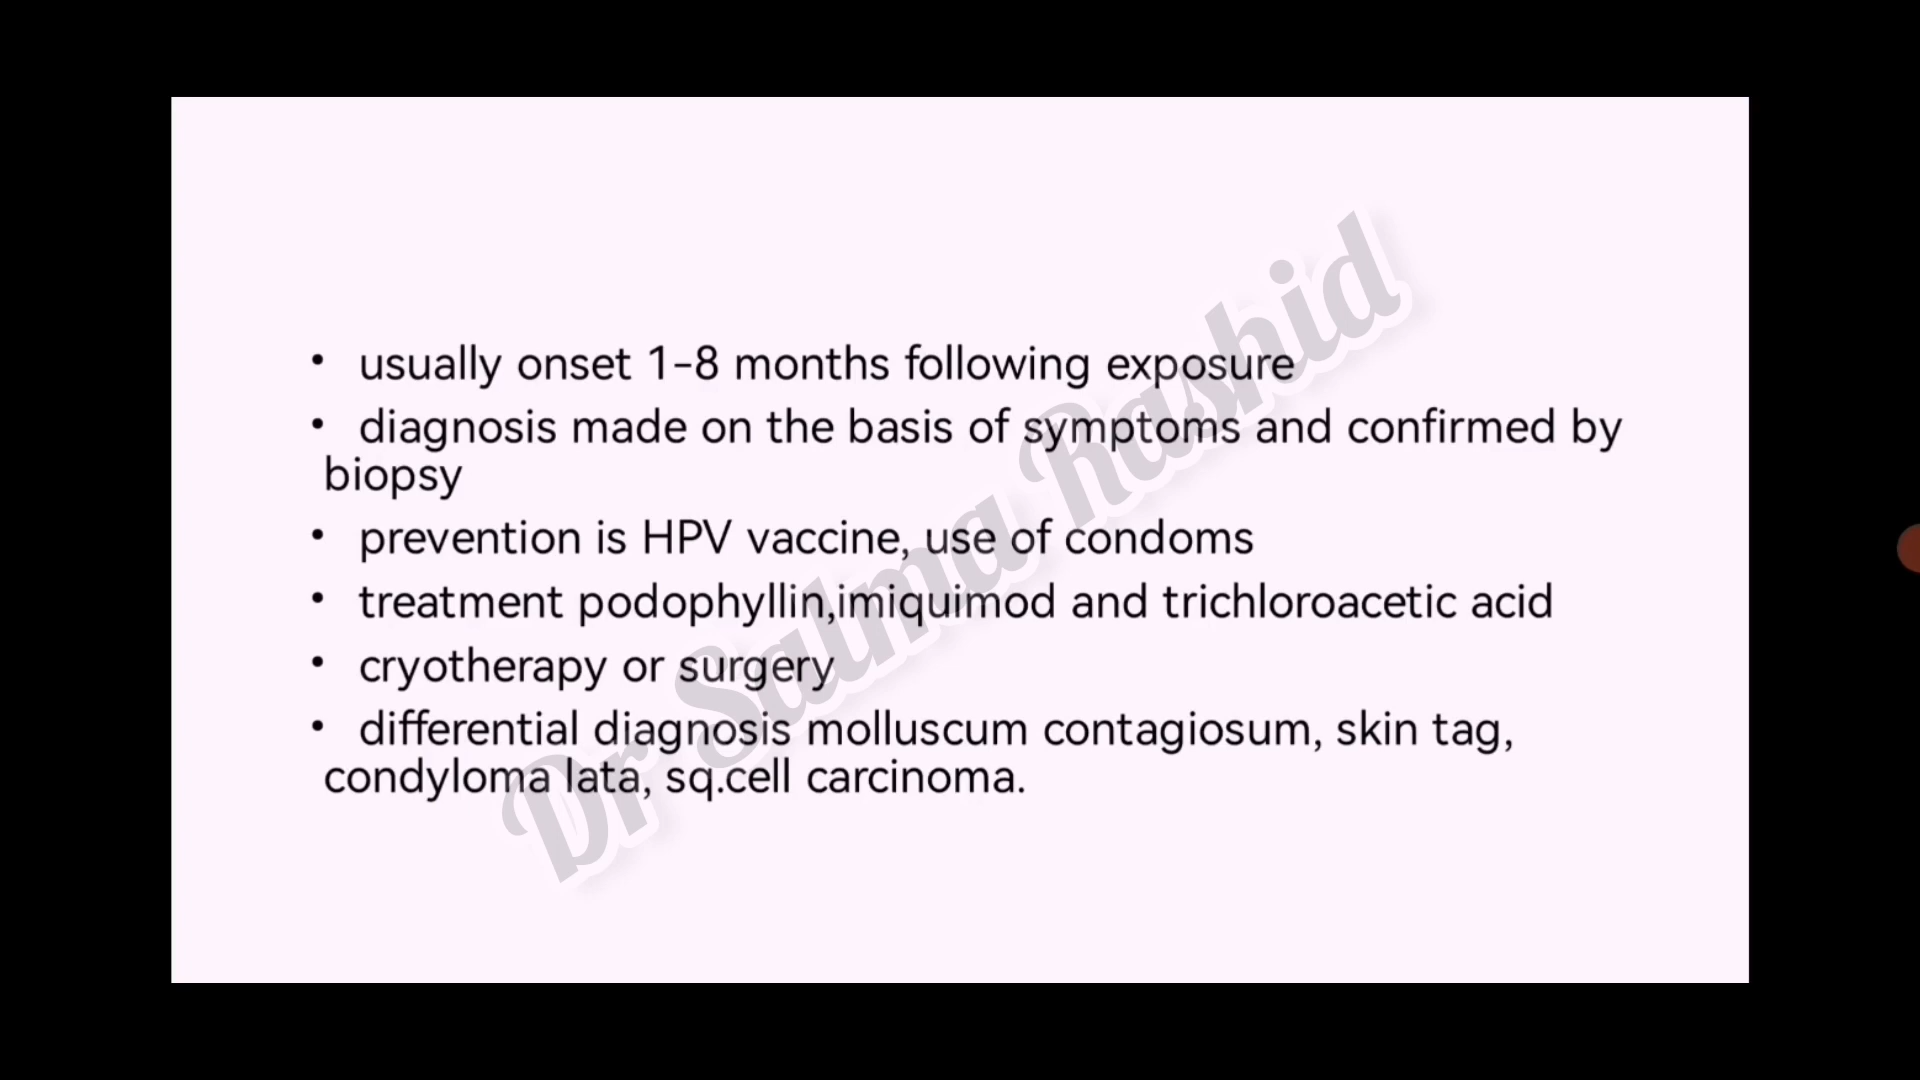 • usually onset 1-8 months following exposure
• diagnosis made on the basis of symptoms and confirmed by
biopsy
• prevention is HPV vaccine, use of condoms
• treatment podophyllin,imiquimod and trichloroacetic acid
• cryotherapy or surgery
• differential diagnosis molluscum contagiosum, skin tag,
condyloma lata, sq.cell carcinoma.
Dr Salma Rashid